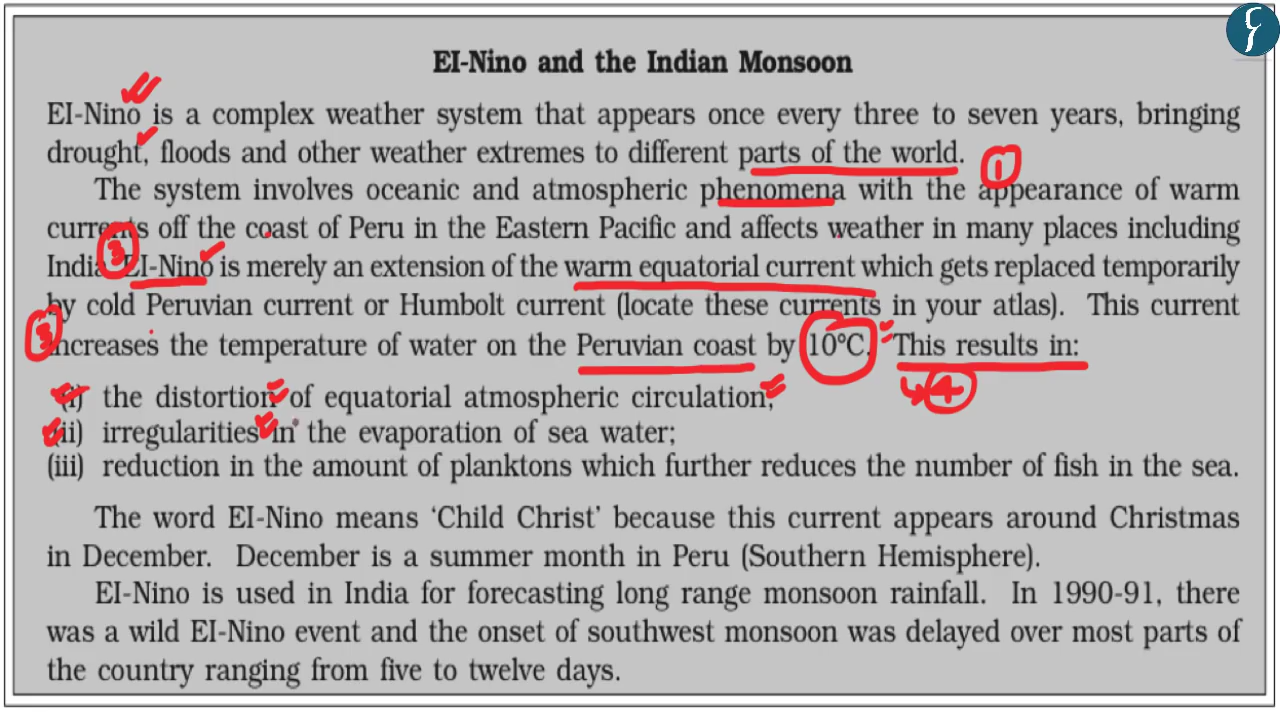 EI-Nino and the Indian Monsoon
EI-Nino is a complex weather system that appears once every three to seven years, bringing
drought, floods and other weather extremes to different parts of the world.
1
The system involves oceanic and atmospheric phenomena with the appearance of warm
currents off the coast of Peru in the Eastern Pacific and affects weather in many places including
India. EI-Nino is merely an extension of the warm equatorial current which gets replaced temporarily
by cold Peruvian current or Humbolt current (locate these currents in your atlas). This current
increases the temperature of water on the Peruvian coast by 10°C. This results in:
4
(i) the distortion of equatorial atmospheric circulation;
(ii) irregularities in the evaporation of sea water;
(iii) reduction in the amount of planktons which further reduces the number of fish in the sea.
The word EI-Nino means ‘Child Christ’ because this current appears around Christmas
in December. December is a summer month in Peru (Southern Hemisphere).
EI-Nino is used in India for forecasting long range monsoon rainfall. In 1990-91, there
was a wild EI-Nino event and the onset of southwest monsoon was delayed over most parts of
the country ranging from five to twelve days.